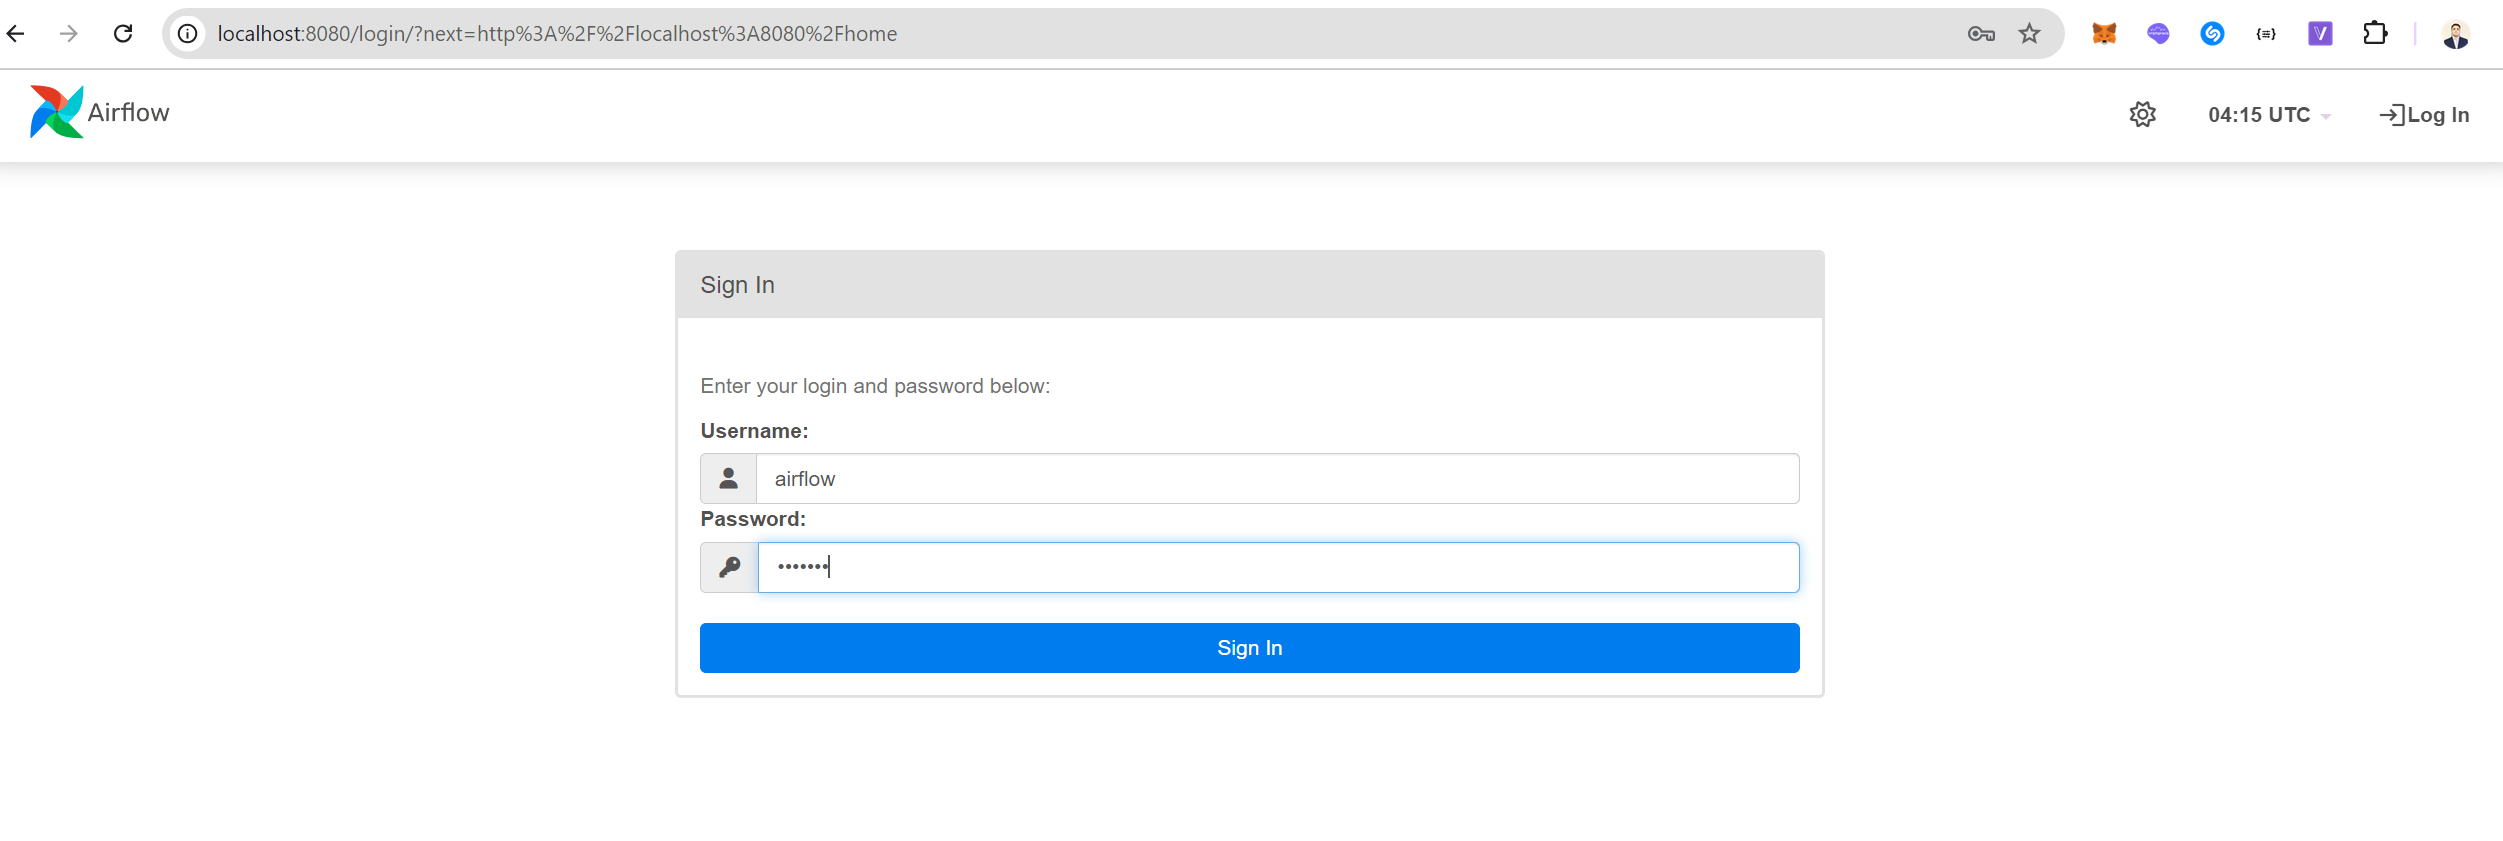 localhost:8080/login/?next=http%3A%2F%2Flocalhost%3A8080%2Fhome
Airflow
04:15 UTC
Log In
Sign In
Enter your login and password below:
Username:
airflow
Password:
•••••••
Sign In